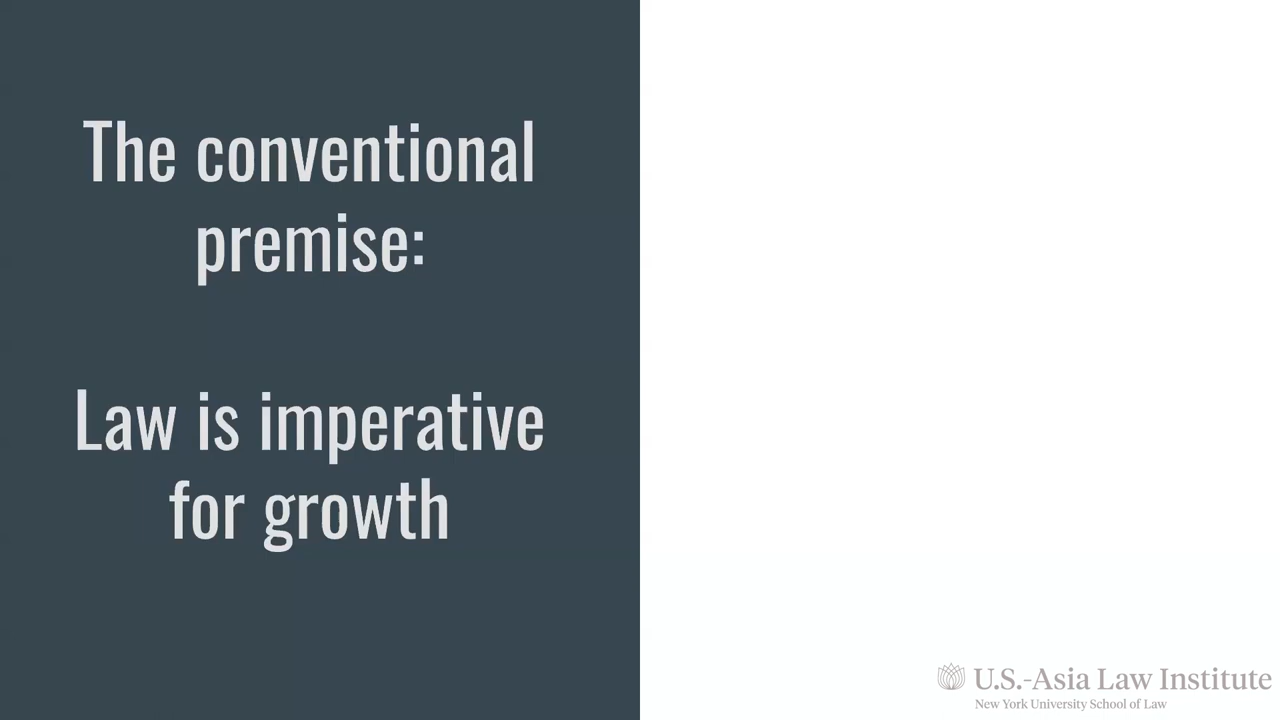 The conventional
premise:
Law is imperative
for growth
U.S.-Asia Law Institute
New York University School of Law